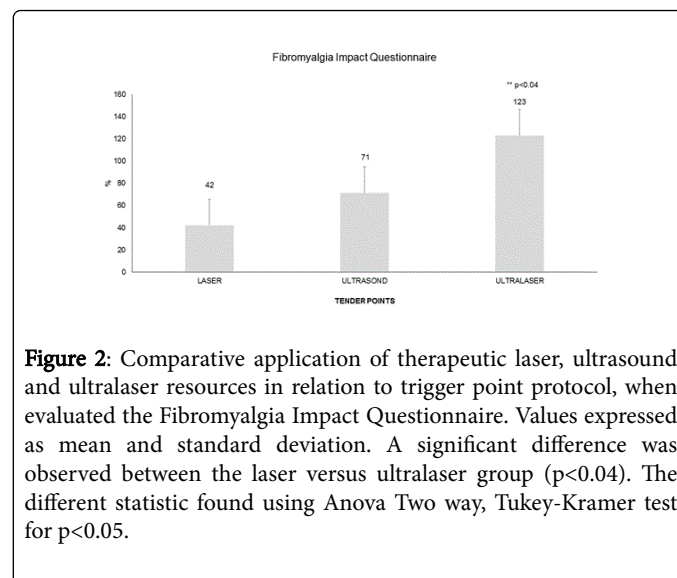 Fibromyalgia Impact Questionnaire
** p<0.04
160
140
120
100
80
60
40
20
0
%
42
71
123
LASER
ULTRASOND
ULTRALASER
TENDER POINTS
Figure 2: Comparative application of therapeutic laser, ultrasound
and ultralaser resources in relation to trigger point protocol, when
evaluated the Fibromyalgia Impact Questionnaire. Values expressed
as mean and standard deviation. A significant difference was
observed between the laser versus ultralaser group (p<0.04). The
different statistic found using Anova Two way, Tukey-Kramer test
for p<0.05.